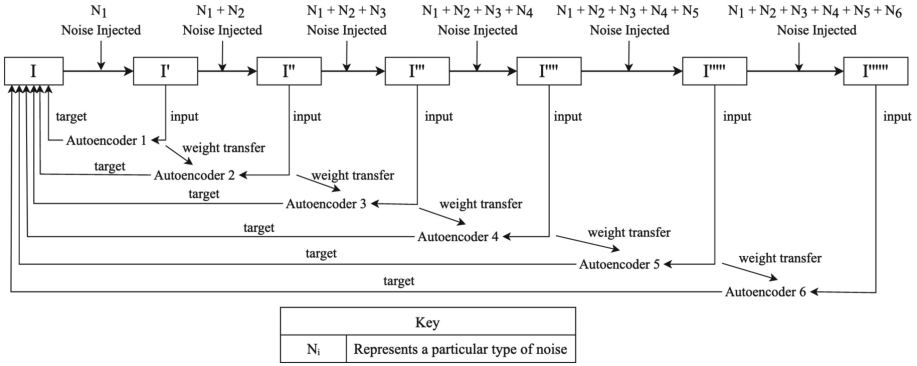 N₁
Noise Injected
N₁ + N₂
Noise Injected
N₁ + N₂ + N₃
Noise Injected
N₁ + N₂ + N₃ + N₄
Noise Injected
N₁ + N₂ + N₃ + N₄ + N₅
Noise Injected
N₁ + N₂ + N₃ + N₄ + N₅ + N₆
Noise Injected
I
I'
I''
I'''
I''''
I'''''
I''''''
target
input
input
input
input
input
input
Autoencoder 1
weight transfer
target
Autoencoder 2
weight transfer
target
Autoencoder 3
weight transfer
target
Autoencoder 4
weight transfer
target
Autoencoder 5
weight transfer
target
Autoencoder 6
Key
Nᵢ
Represents a particular type of noise